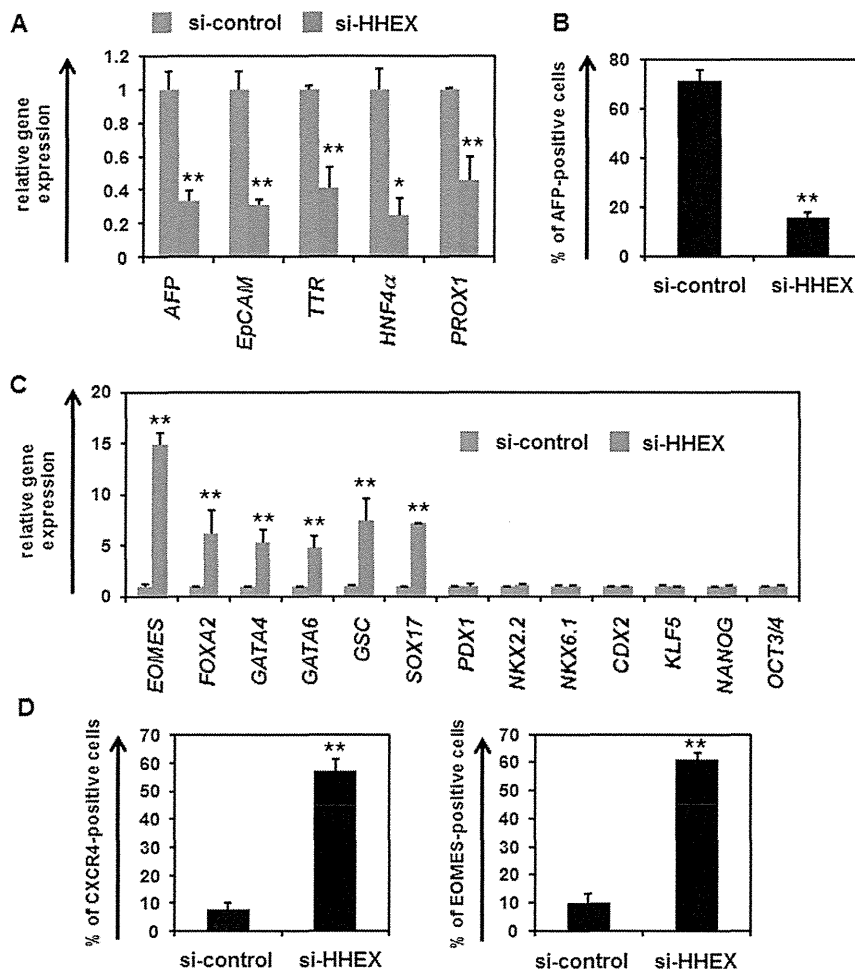 A
si-control si-HHEX
relative gene
expression
1.2
1
0.8
0.6
0.4
0.2
0
**
**
**
*
**
AFP
EpCAM
TTR
HNF4α
PROX1
B
% of AFP-positive cells
80
60
40
20
0
**
si-control si-HHEX
C
relative gene
expression
20
15
10
5
0
si-control si-HHEX
**
**
**
**
**
**
EOMES
FOXA2
GATA4
GATA6
GSC
SOX17
PDX1
NKX2.2
NKX6.1
CDX2
KLF5
NANOG
OCT3/4
D
% of CXCR4-positive cells
70
60
50
40
30
20
10
0
**
si-control si-HHEX
% of EOMES-positive cells
70
60
50
40
30
20
10
0
**
si-control si-HHEX